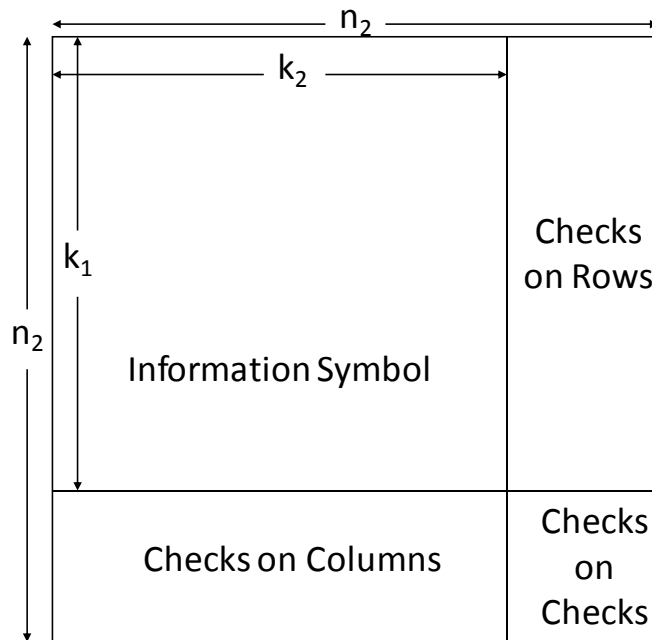 n₂
k₂
k₁
n₂
Checks
on Rows
Information Symbol
Checks on Columns
Checks
on
Checks